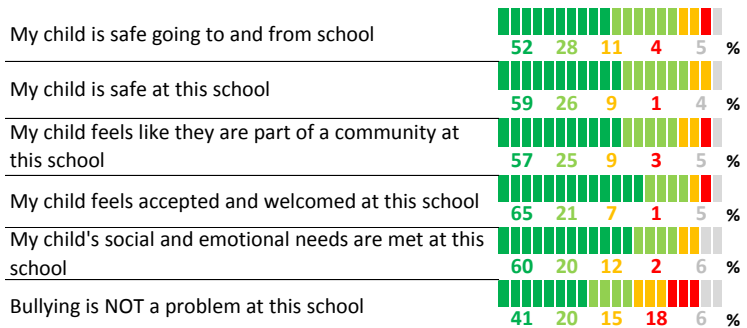 My child is safe going to and from school
52 28 11 4 5 %
My child is safe at this school
59 26 9 1 4 %
My child feels like they are part of a community at
this school
57 25 9 3 5 %
My child feels accepted and welcomed at this school
65 21 7 1 5 %
My child's social and emotional needs are met at this
school
60 20 12 2 6 %
Bullying is NOT a problem at this school
41 20 15 18 6 %